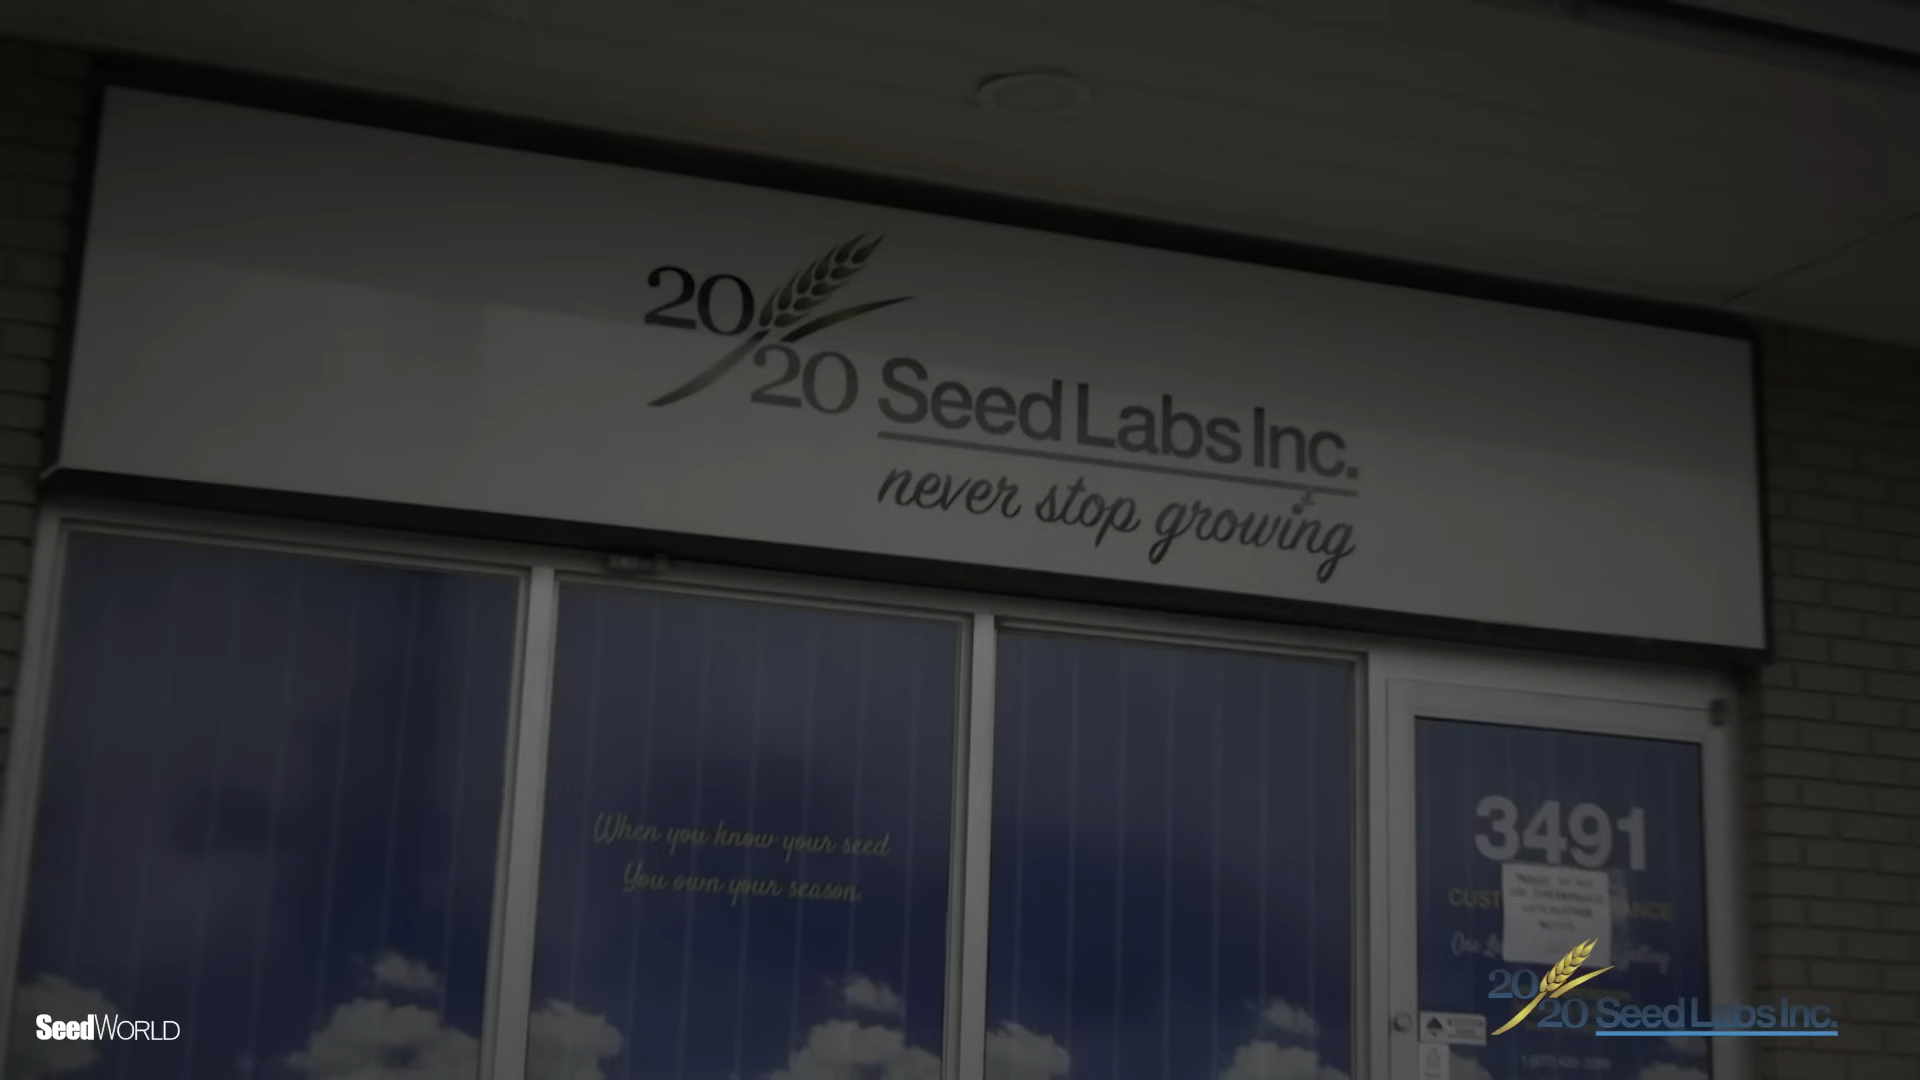 20
20 Seed Labs Inc.
never stop growing
When you know your seed
You own your season.
3491
SeedWORLD
20
20 Seed Labs Inc.